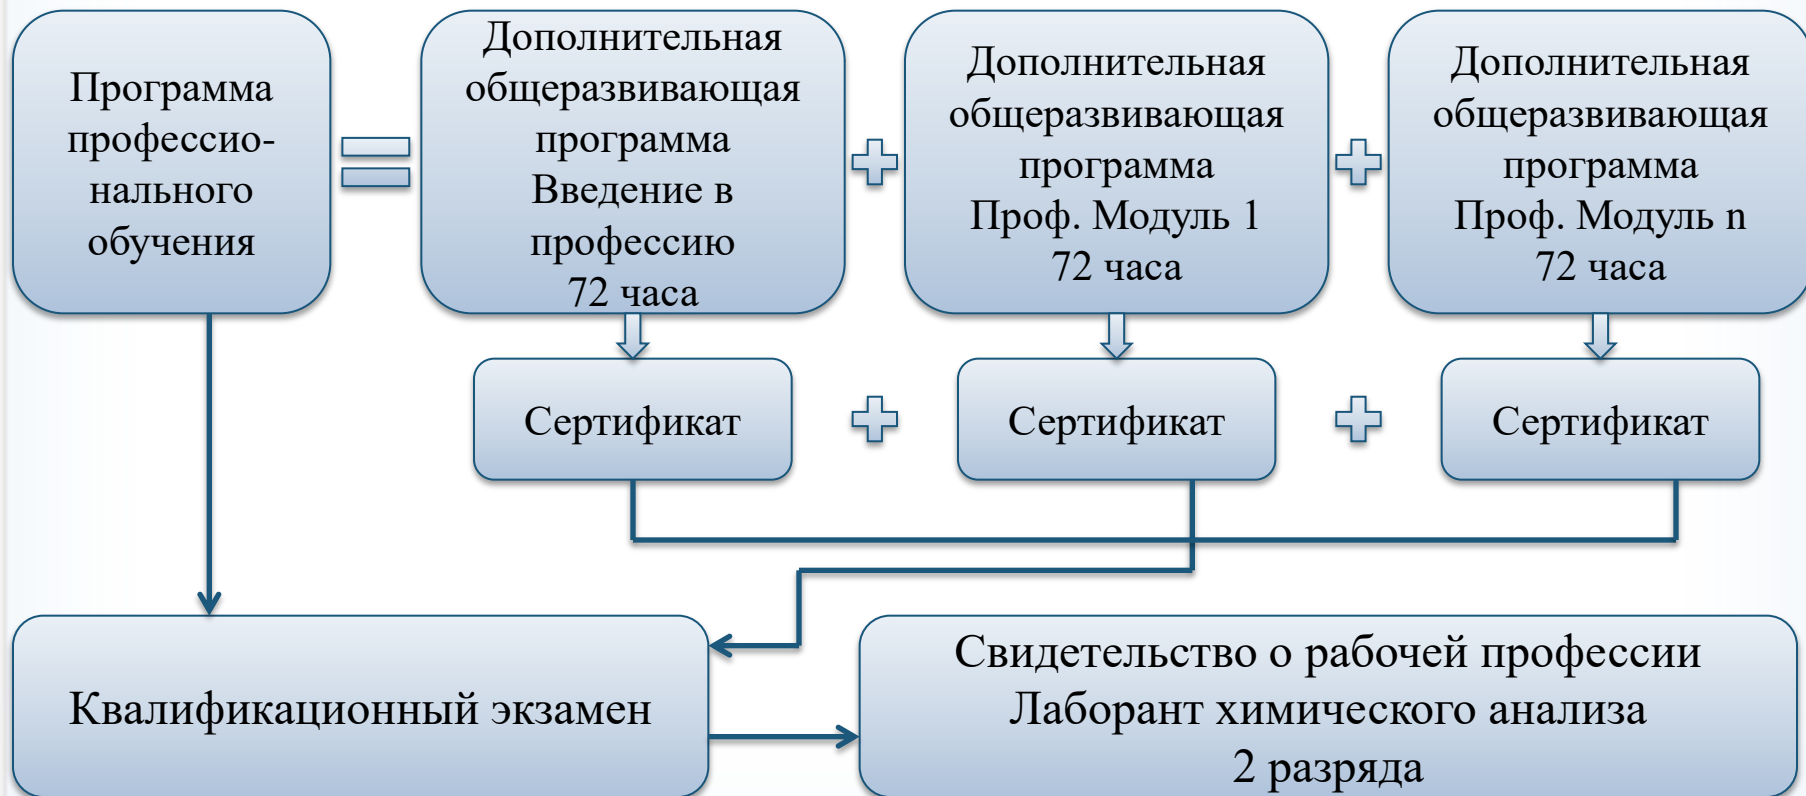 Программа
профессио-
нального
обучения
Дополнительная
общеразвивающая
программа
Введение в
профессию
72 часа
Дополнительная
общеразвивающая
программа
Проф. Модуль 1
72 часа
Дополнительная
общеразвивающая
программа
Проф. Модуль n
72 часа
Сертификат
Сертификат
Сертификат
Квалификационный экзамен
Свидетельство о рабочей профессии
Лаборант химического анализа
2 разряда